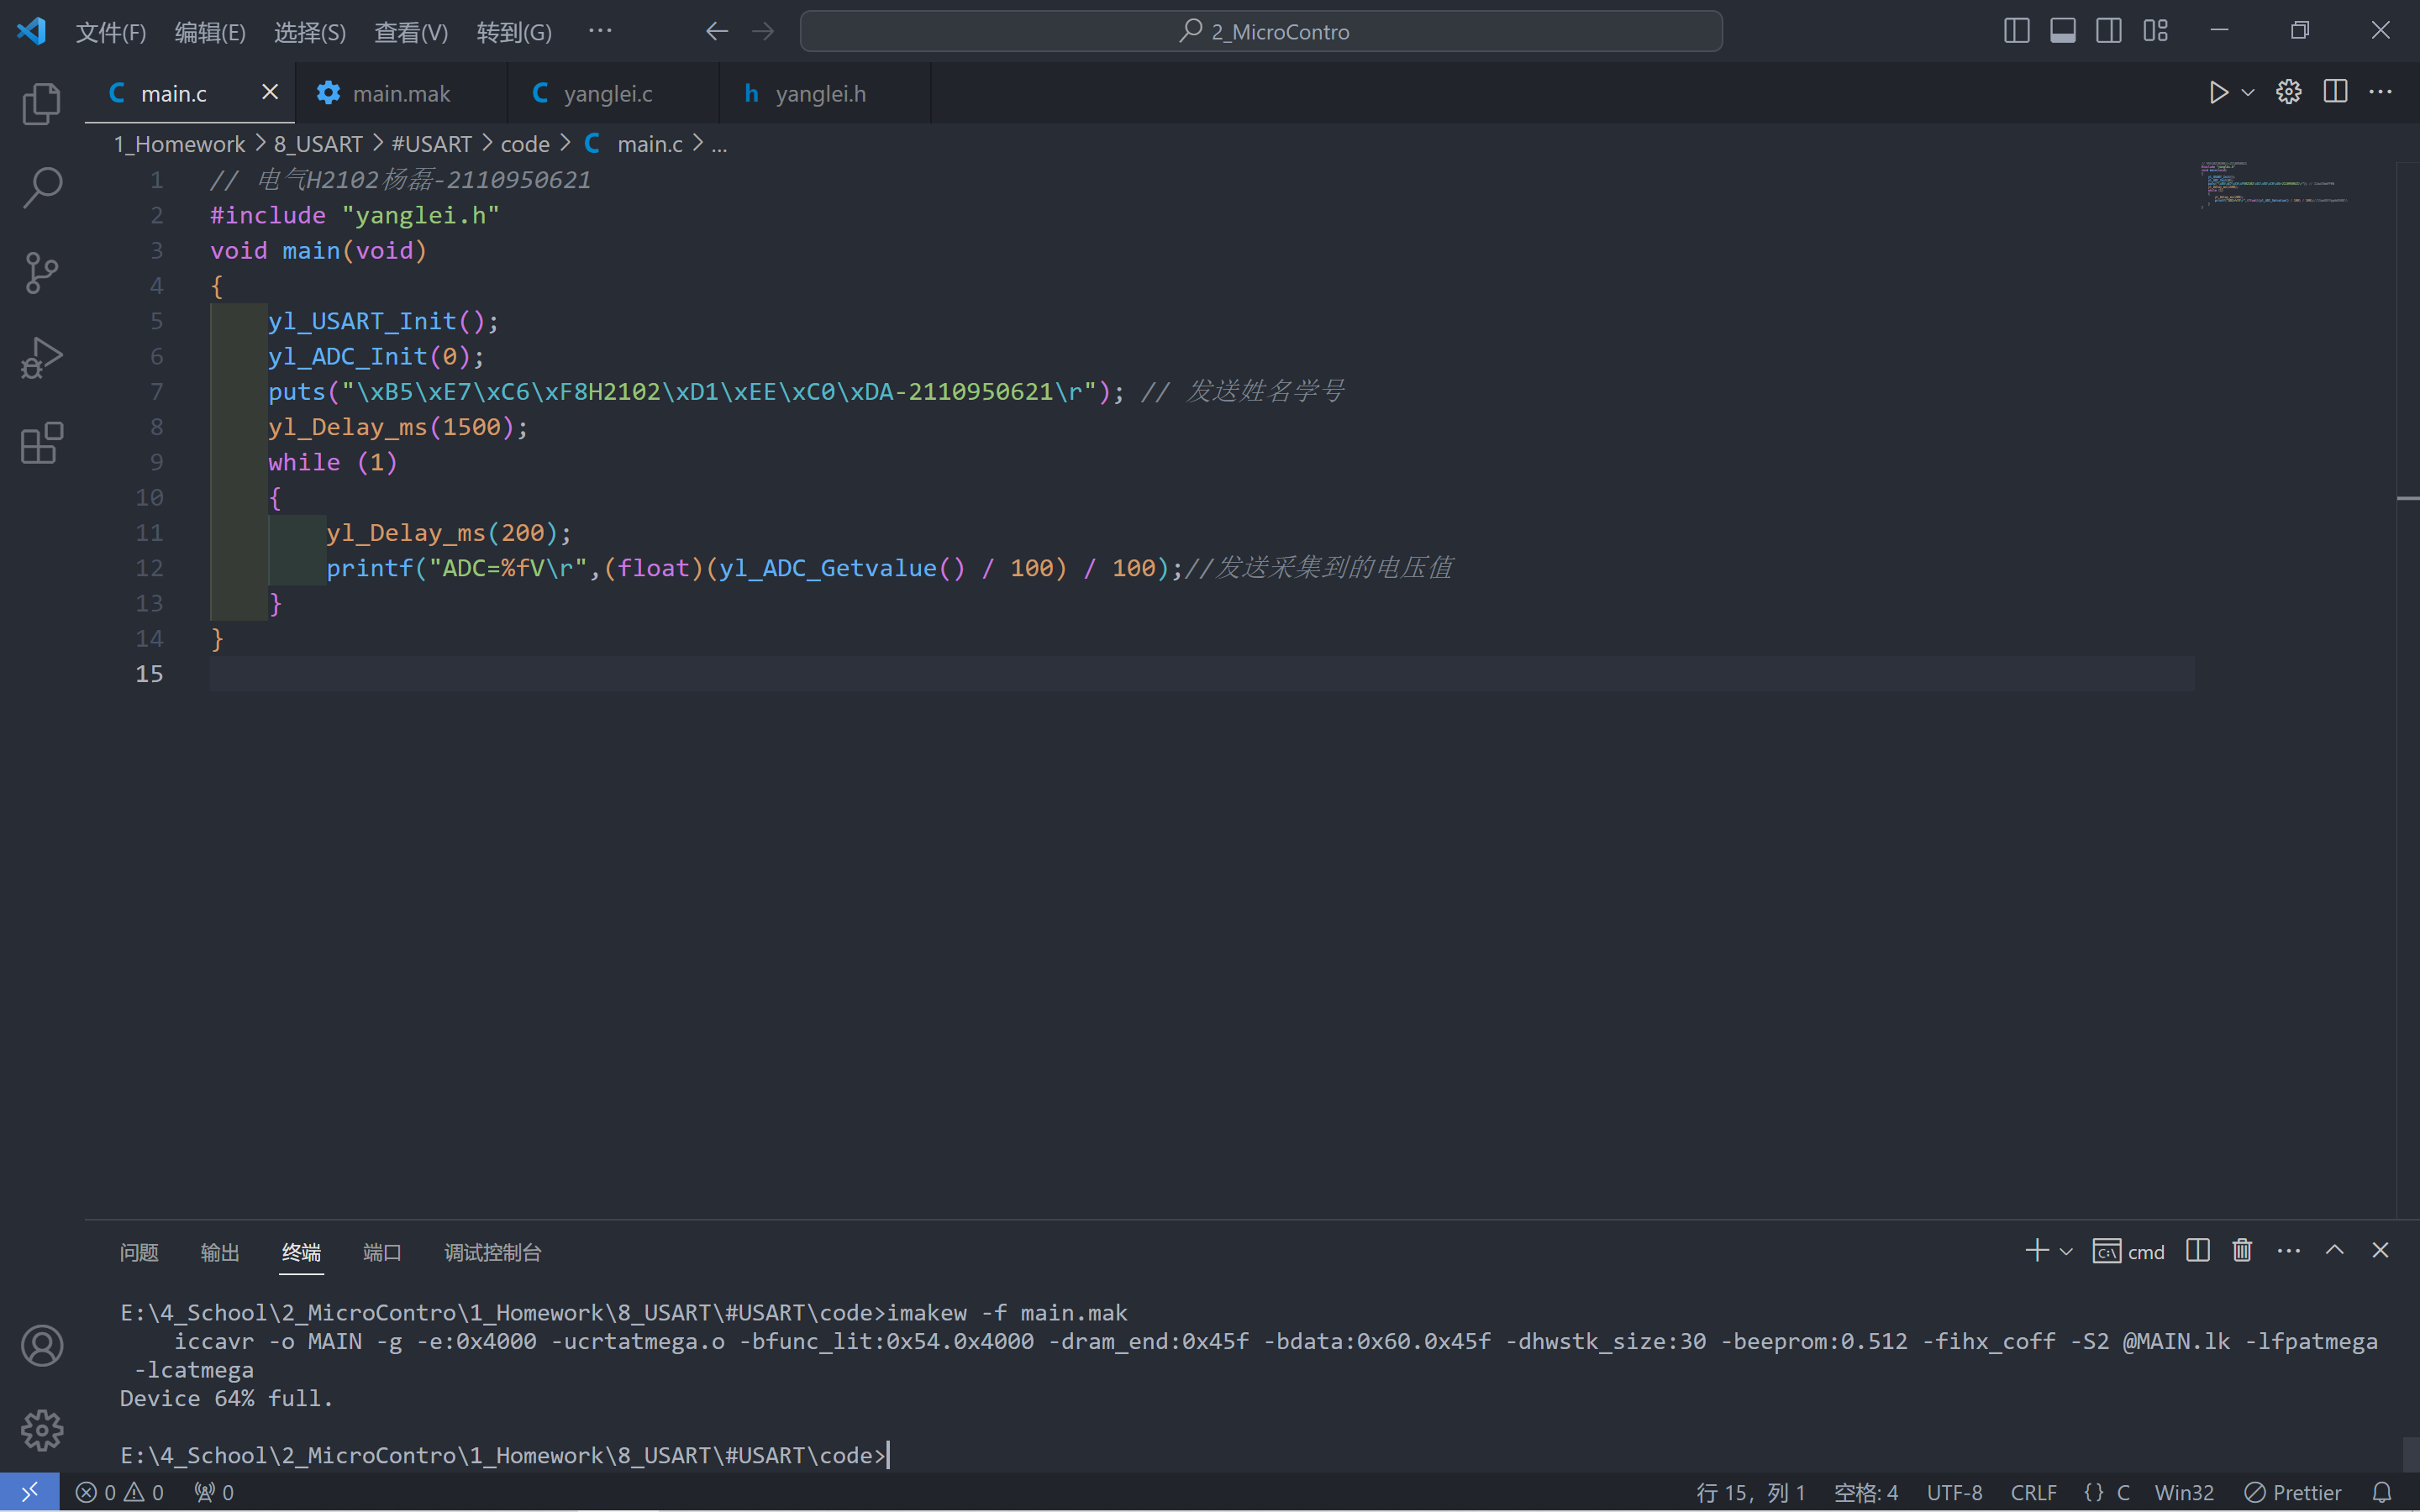 文件(F) 编辑(E) 选择(S) 查看(V) 转到(G) ··· 2_MicroContro
main.c main.mak yanglei.c yanglei.h
1_Homework > 8_USART > #USART > code > C main.c > ...
1 // 电气H2102杨磊-2110950621
2 #include "yanglei.h"
3 void main(void)
4 {
5 yl_USART_Init();
6 yl_ADC_Init(0);
7 puts("\xB5\xE7\xC6\xF8H2102\xD1\xEE\xC0\xDA-2110950621\r"); // 发送姓名学号
8 yl_Delay_ms(1500);
9 while (1)
10 {
11 yl_Delay_ms(200);
12 printf("ADC=%fV\r",(float)(yl_ADC_Getvalue() / 100) / 100);//发送采集到的电压值
13 }
14 }
15
问题 输出 终端 端口 调试控制台 cmd
E:\4_School\2_MicroContro\1_Homework\8_USART\#USART\code>imakew -f main.mak
iccavr -o MAIN -g -e:0x4000 -ucrtatmega.o -bfunc_lit:0x54.0x4000 -dram_end:0x45f -bdata:0x60.0x45f -dhwstk_size:30 -beeprom:0.512 -fihx_coff -S2 @MAIN.lk -lfpatmega
-lcatmega
Device 64% full.
E:\4_School\2_MicroContro\1_Homework\8_USART\#USART\code>
0 0 0 行 15，列 1 空格: 4 UTF-8 CRLF {} C Win32 Prettier